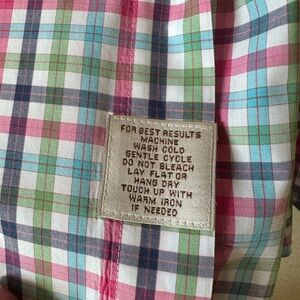 FOR BEST RESULTS
MACHINE
WASH COLD
GENTLE CYCLE
DO NOT BLEACH
LAY FLAT OR
HANG DRY
TOUCH UP WITH
WARM IRON
IF NEEDED